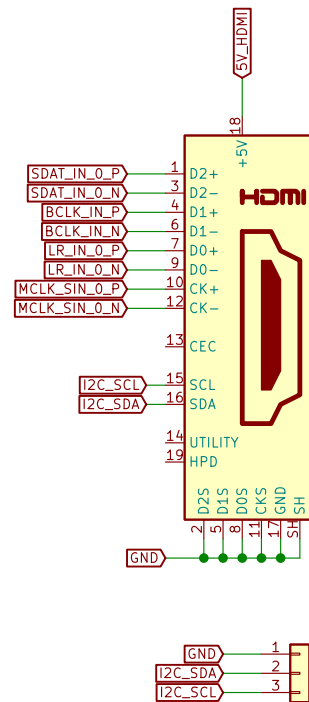 5V_HDMI
18
+5V
HDMI
SDAT_IN_0_P 1 D2+
SDAT_IN_0_N 3 D2-
BCLK_IN_P 4 D1+
BCLK_IN_N 6 D1-
LR_IN_0_P 7 D0+
LR_IN_0_N 9 D0-
MCLK_SIN_0_P 10 CK+
MCLK_SIN_0_N 12 CK-
13 CEC
I2C_SCL 15 SCL
I2C_SDA 16 SDA
14 UTILITY
19 HPD
D2S D1S D0S CKS GND SH
2 5 8 11 17 SH
GND
GND 1
I2C_SDA 2
I2C_SCL 3